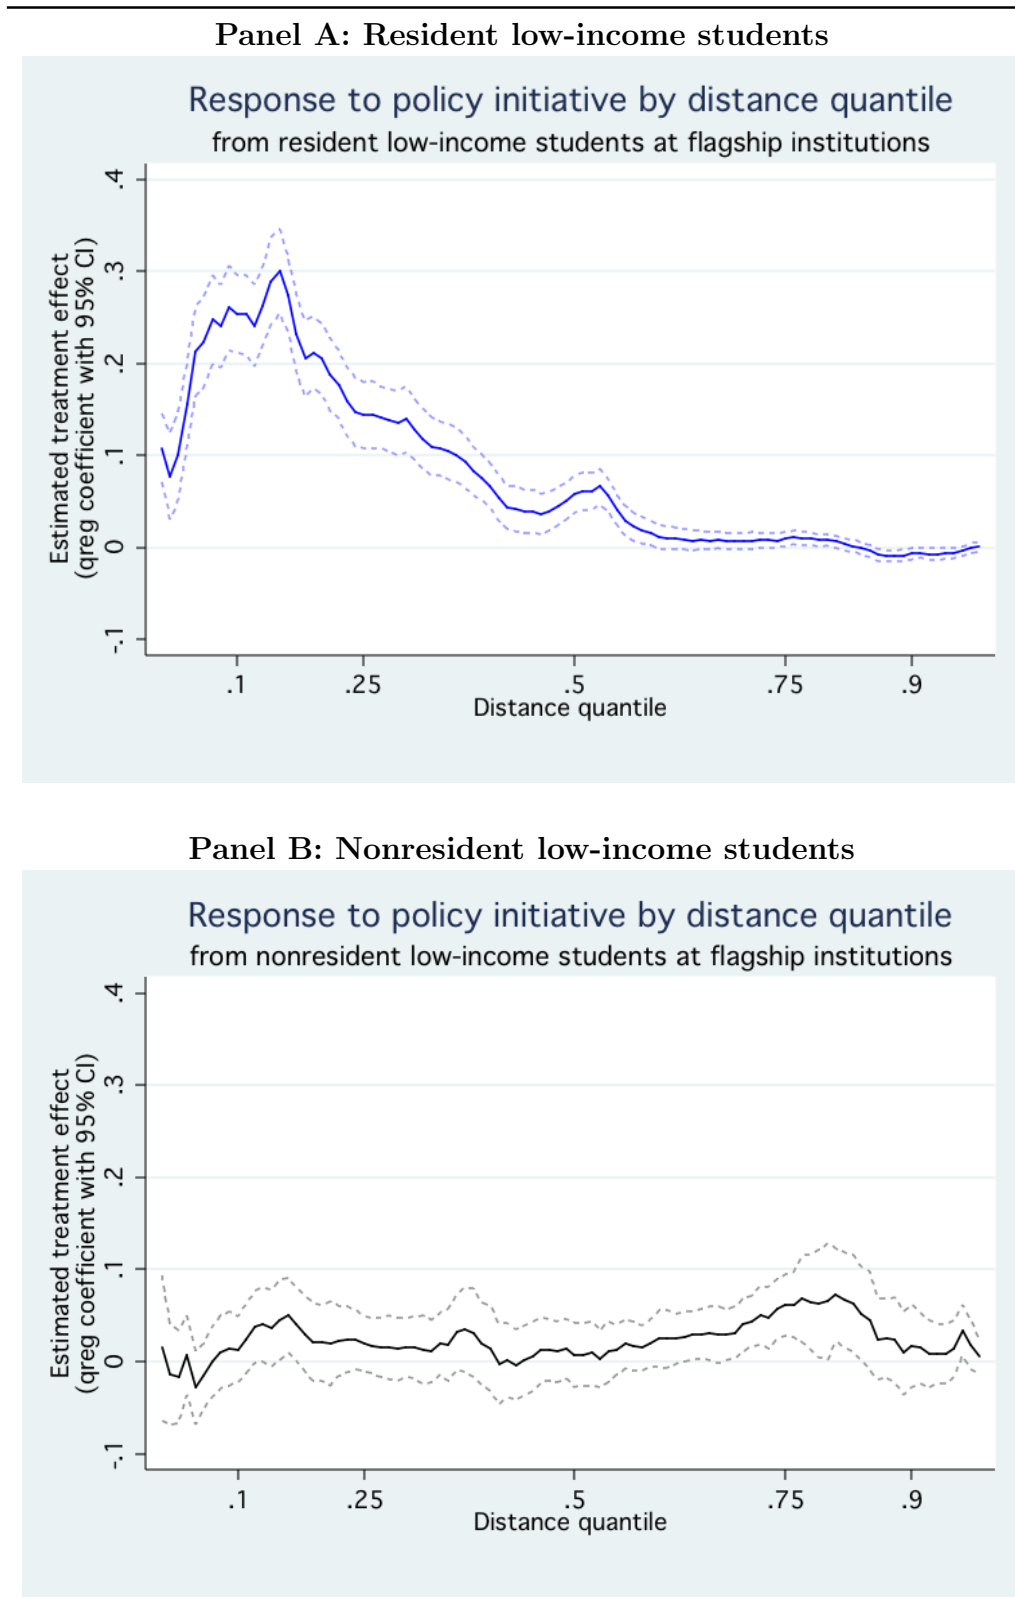 Panel A: Resident low-income students
Response to policy initiative by distance quantile
from resident low-income students at flagship institutions
Estimated treatment effect
(qreg coefficient with 95% CI)
.4
.3
.2
.1
0
-.1
.1 .25 .5 .75 .9
Distance quantile
Panel B: Nonresident low-income students
Response to policy initiative by distance quantile
from nonresident low-income students at flagship institutions
Estimated treatment effect
(qreg coefficient with 95% CI)
.4
.3
.2
.1
0
-.1
.1 .25 .5 .75 .9
Distance quantile